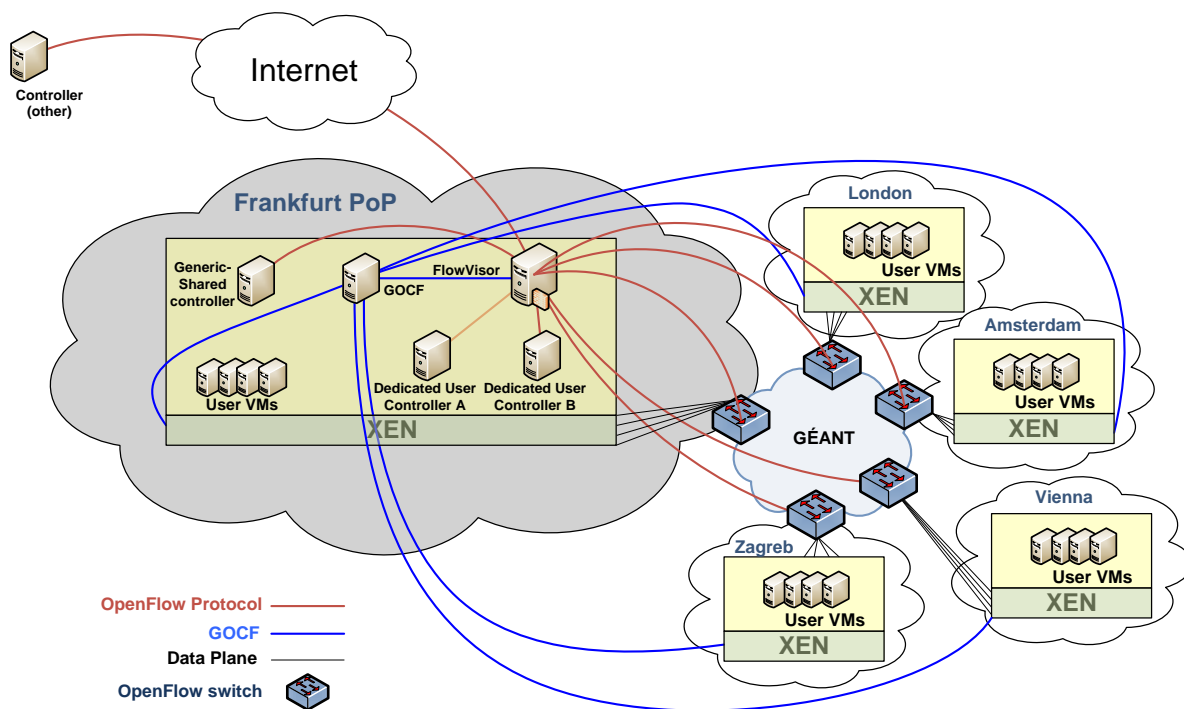 Internet
Controller
(other)
Frankfurt PoP
Generic-
Shared
controller
GOCF
FlowVisor
User VMs
Dedicated User
Controller A
Dedicated User
Controller B
XEN
London
User VMs
XEN
Amsterdam
User VMs
XEN
GÉANT
Vienna
User VMs
XEN
Zagreb
User VMs
XEN
OpenFlow Protocol
GOCF
Data Plane
OpenFlow switch